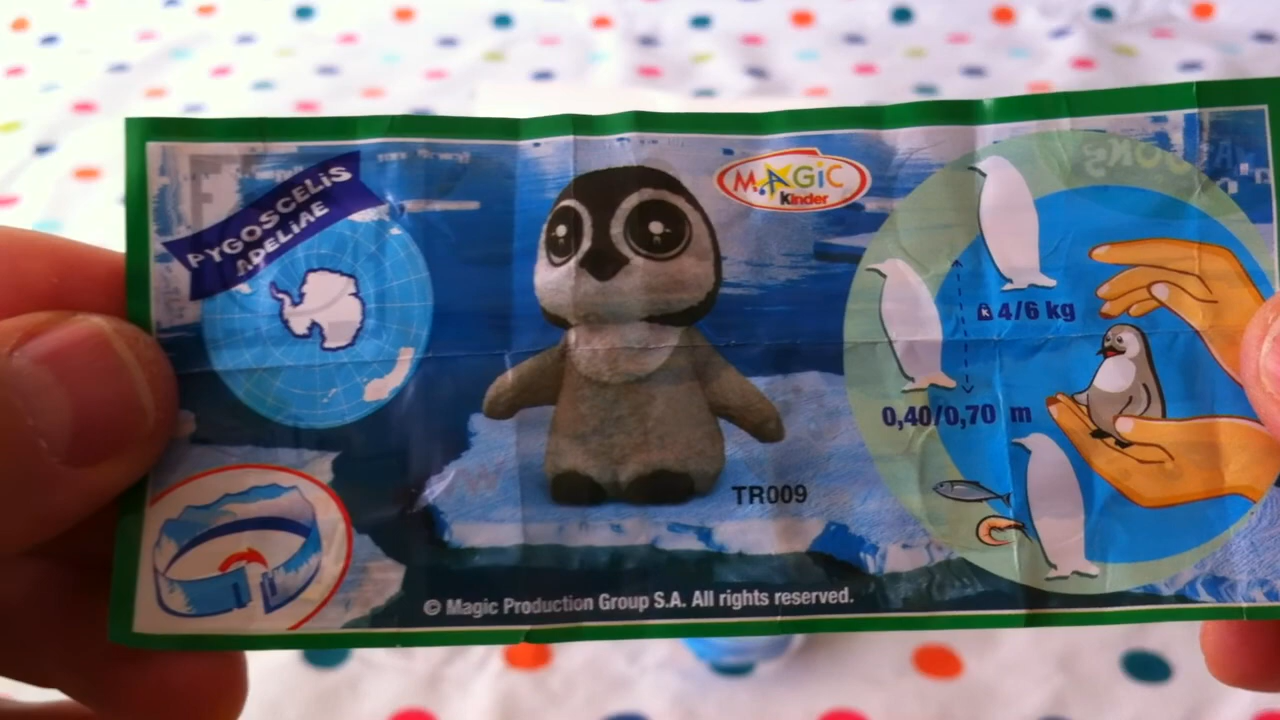 PYGOSCELiS
ADELiAE
MAGiC
Kinder
4/6 kg
0,40/0,70 m
TR009
© Magic Production Group S.A. All rights reserved.